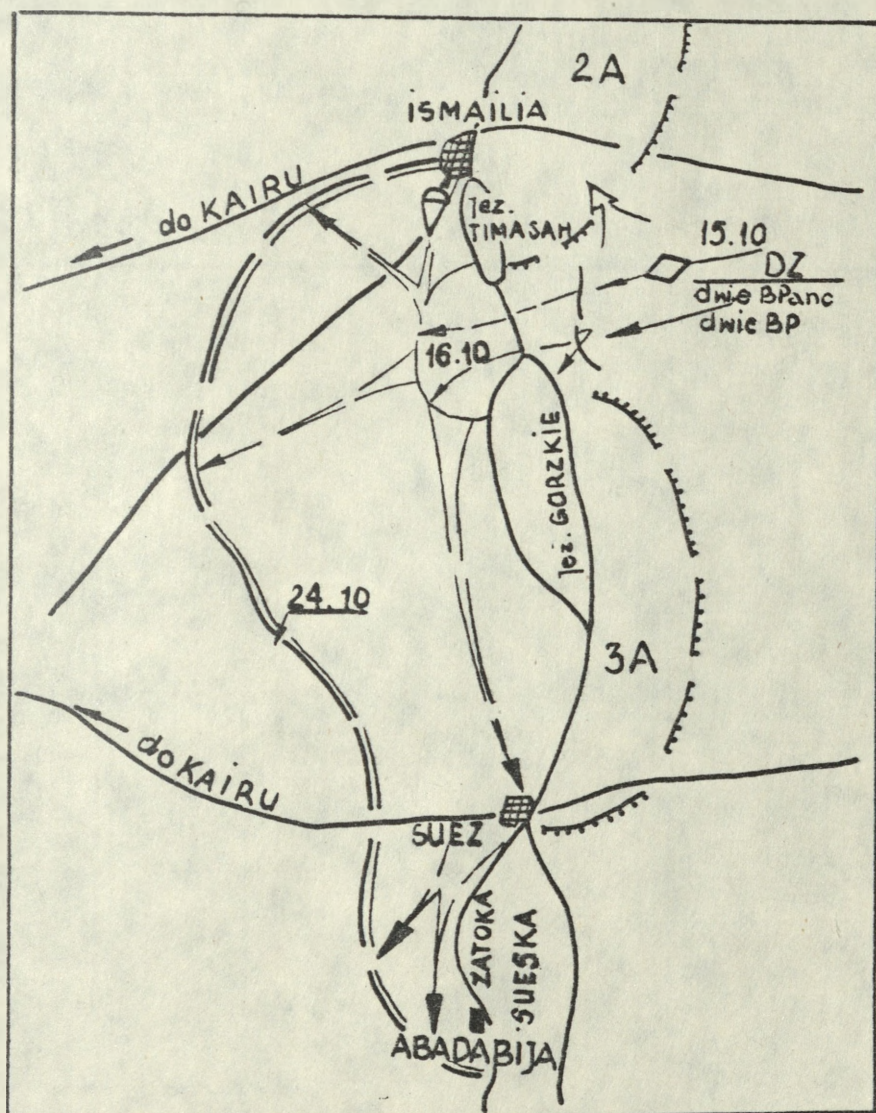 2A
ISMAILIA
do KAIRU
Jez.
TIMASAH
15.10
DZ
dwie BPanc
dwie BP
16.10
Jez. GORZKIE
24.10
3A
do KAIRU
SUEZ
ZATOKA
SUESKA
ABADABIJA